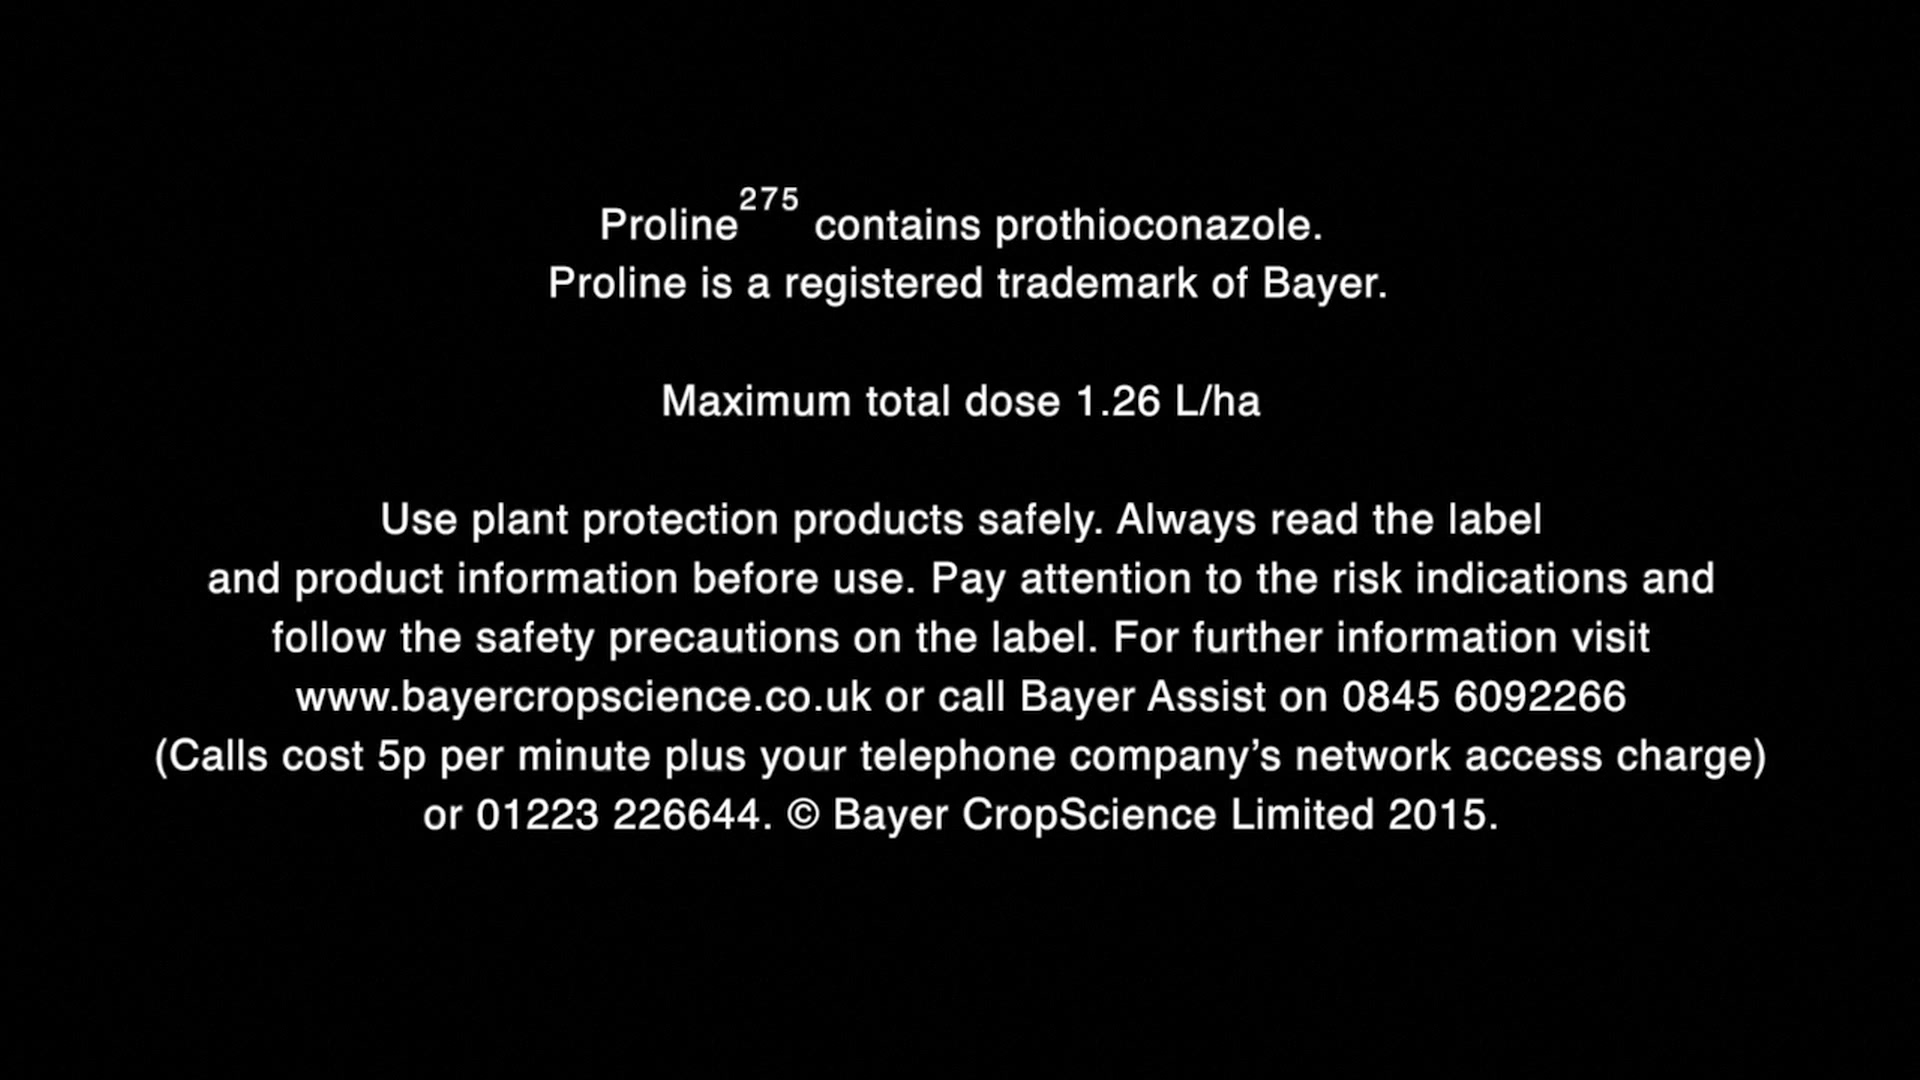 Proline²⁷⁵ contains prothioconazole.
Proline is a registered trademark of Bayer.
Maximum total dose 1.26 L/ha
Use plant protection products safely. Always read the label
and product information before use. Pay attention to the risk indications and
follow the safety precautions on the label. For further information visit
www.bayercropscience.co.uk or call Bayer Assist on 0845 6092266
(Calls cost 5p per minute plus your telephone company’s network access charge)
or 01223 226644. © Bayer CropScience Limited 2015.